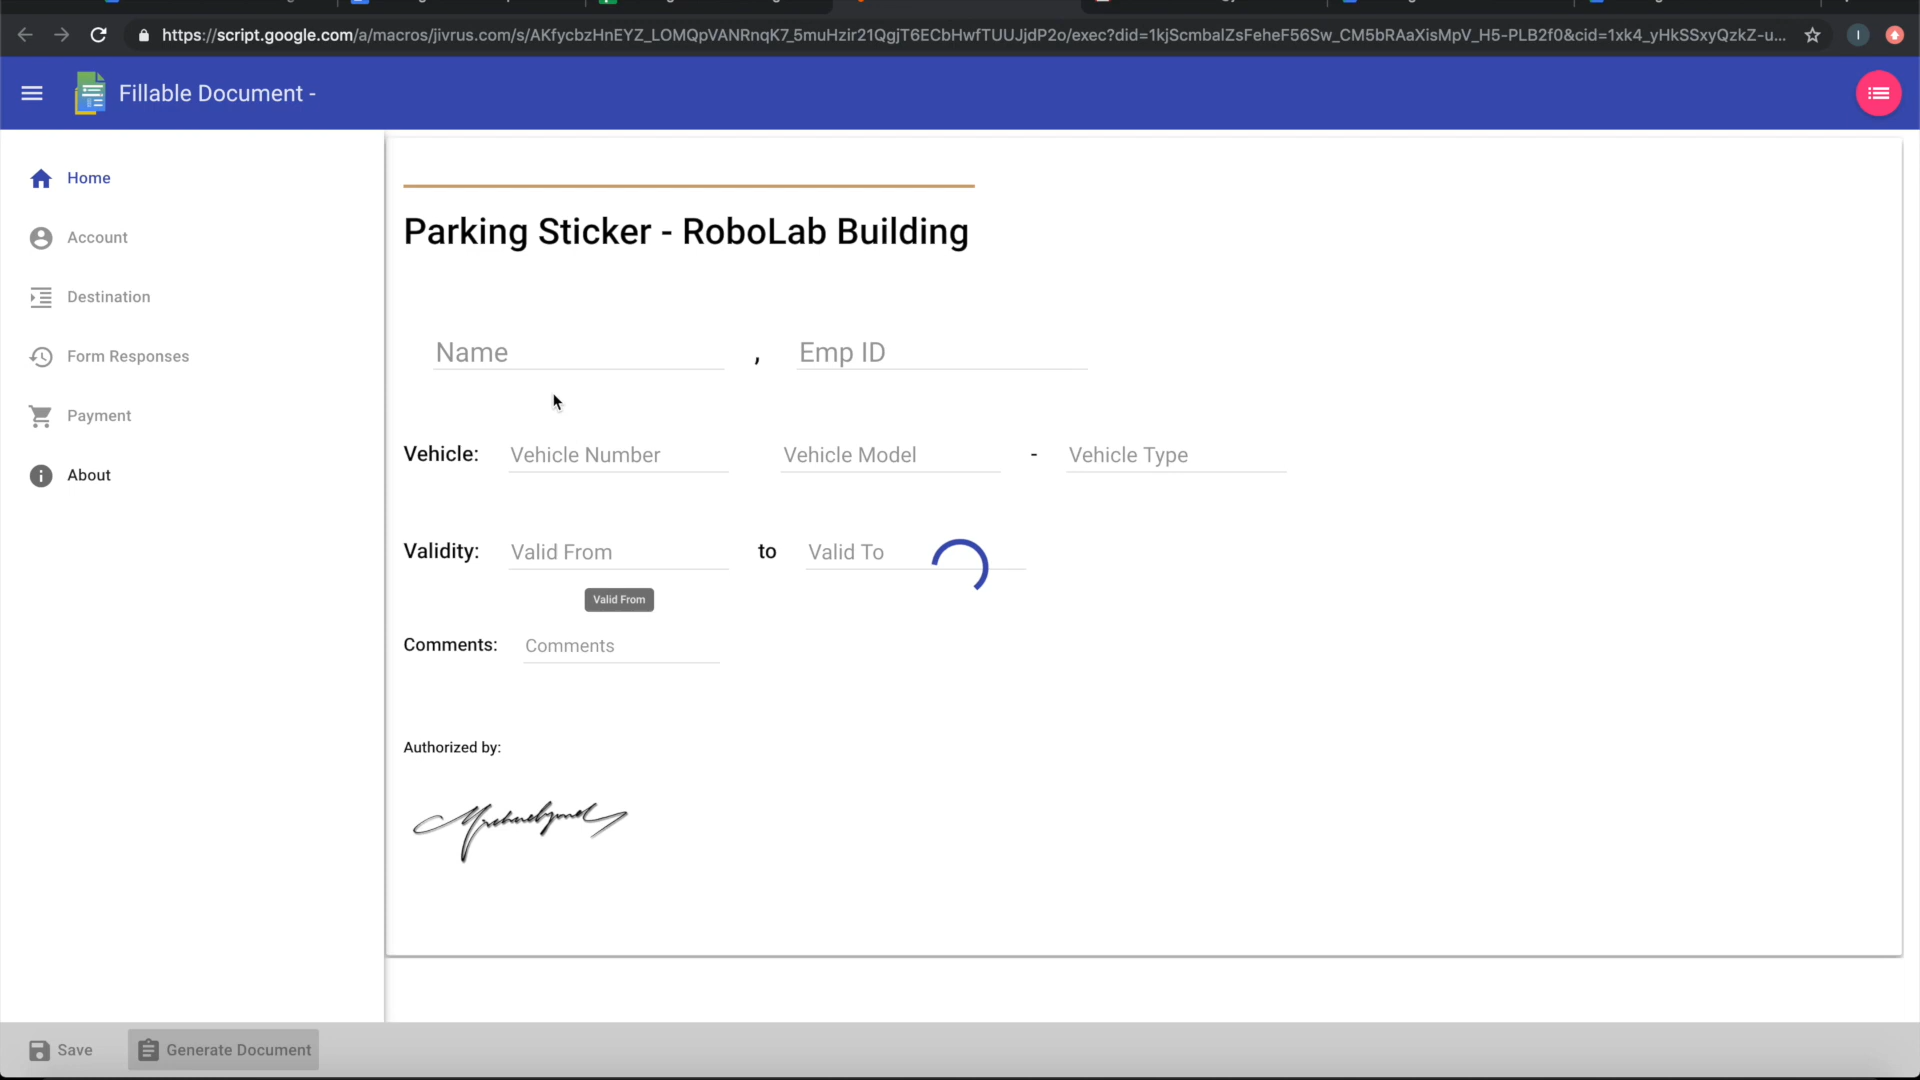 https://script.google.com/a/macros/jivrus.com/s/AKfycbzHnEYZ_LOMQpVANRnqK7_5muHzir21QgjT6ECbHwfTUUJjdP2o/exec?did=1kjScmbalZsFeheF56Sw_CM5bRAaXisMpV_H5-PLB2f0&cid=1xk4_yHkSSxyQzkZ-u...
I
Fillable Document -
Home
Account
Destination
Form Responses
Payment
About
Parking Sticker - RoboLab Building
Name , Emp ID
Vehicle: Vehicle Number Vehicle Model - Vehicle Type
Validity: Valid From to Valid To
Valid From
Comments: Comments
Authorized by:
Save Generate Document